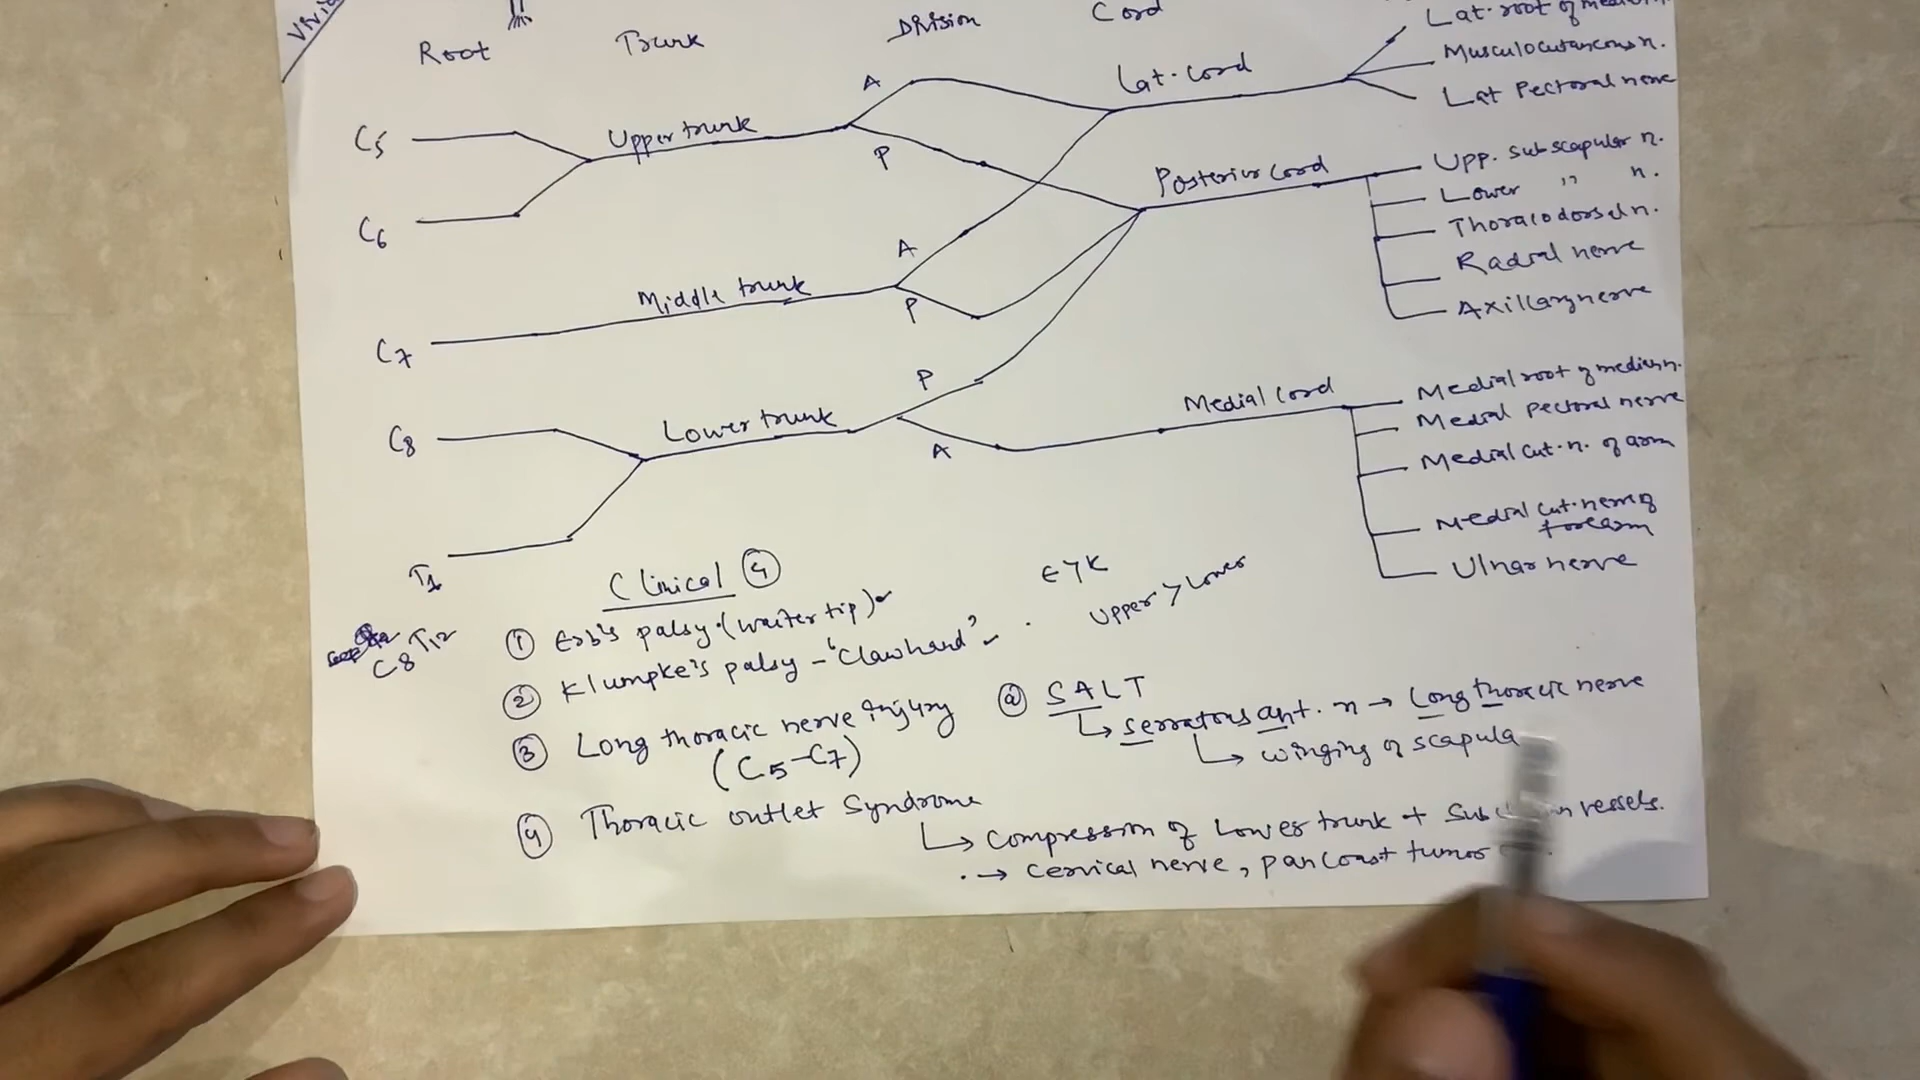 Root
Trunk
Division
Cord
Lat. root of
Musculocutaneous n.
Lat Pectoral nerve
C5
C6
C7
C8
T1
Upper trunk
Middle trunk
Lower trunk
A
P
A
P
P
A
Lat. cord
Posterior cord
Medial cord
Upp. subscapular n.
Lower " n.
Thoracodorsal n.
Radial nerve
Axillary nerve
Medial root of median n.
Medial pectoral nerve
Medial cut. n. of arm
Medial cut. nerve of
forearm
Ulnar nerve
Clinical 4
C8
① Erb's palsy. (waiter tip)
② Klumpke's palsy - "Clawhand"
③ Long thoracic nerve injury
(C5-C7)
④ Thoracic outlet syndrome
↳ compression of Lower trunk + vessels.
→ cervical nerve, pancoast tumor
E > K
Upper > Lower
@ SALT
↳ serratous ant. n → Long thoracic nerve
↳ winging of scapula